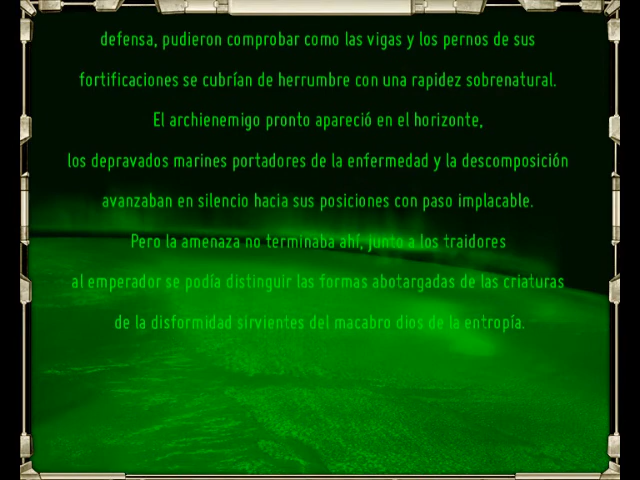 defensa, pudieron comprobar como las vigas y los pernos de sus
fortificaciones se cubrían de herrumbre con una rapidez sobrenatural.
El archienemigo pronto apareció en el horizonte,
los depravados marines portadores de la enfermedad y la descomposición
avanzaban en silencio hacia sus posiciones con paso implacable.
Pero la amenaza no terminaba ahí, junto a los traidores
al emperador se podía distinguir las formas abotargadas de las criaturas
de la disformidad sirvientes del macabro dios de la entropía.